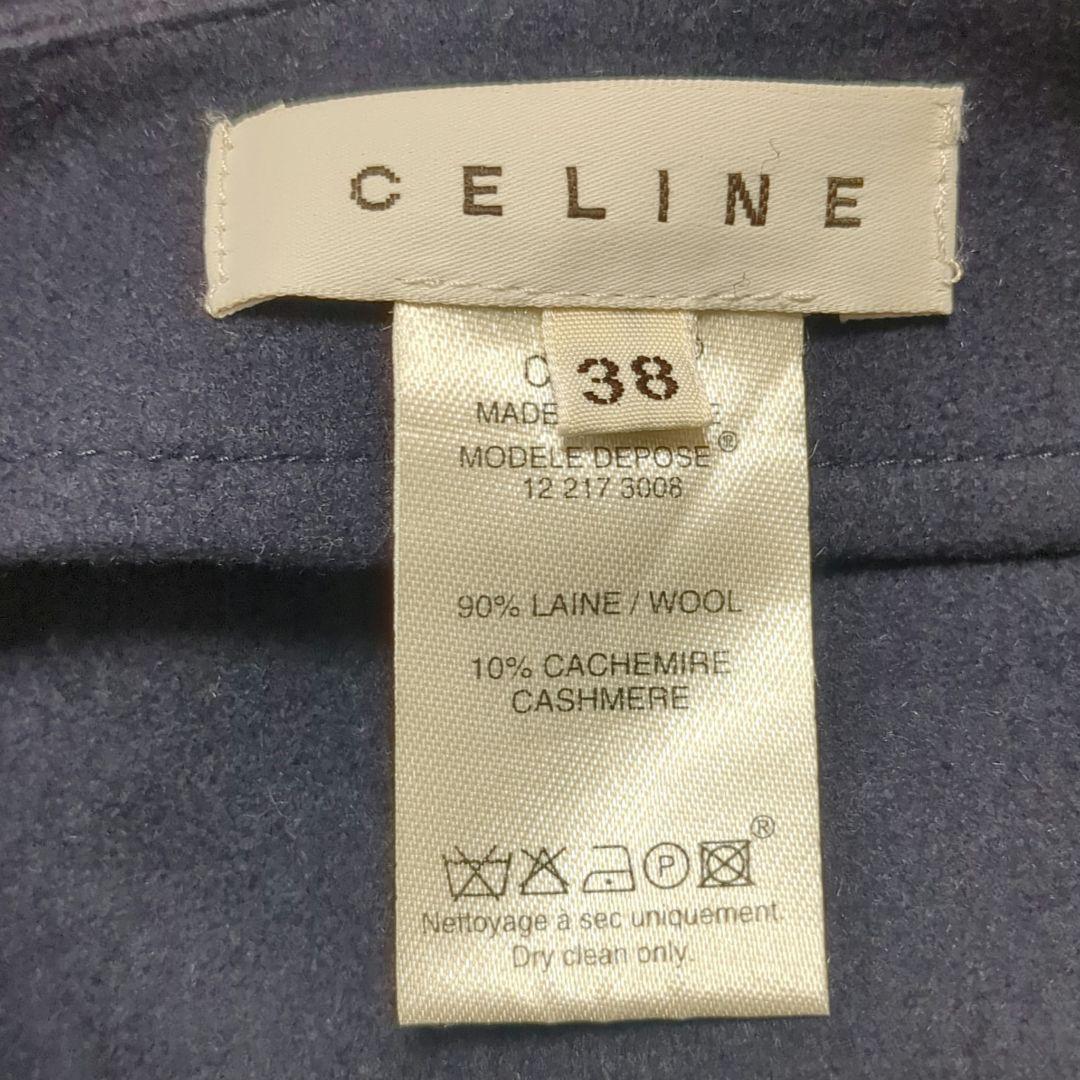 CELINE
38
MADE
MODELE DEPOSE®
12 217 3008
90% LAINE / WOOL
10% CACHEMIRE
CASHMERE
®
Nettoyage à sec uniquement
Dry clean only.